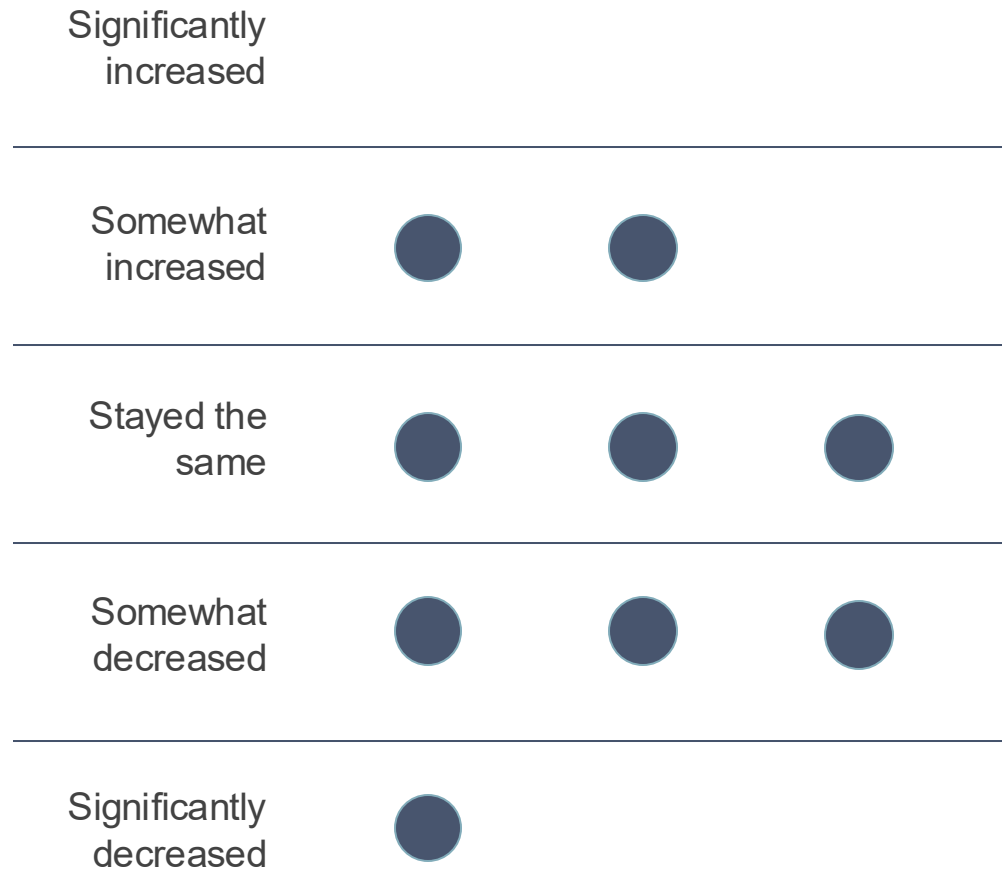 Significantly
increased
Somewhat
increased
Stayed the
same
Somewhat
decreased
Significantly
decreased